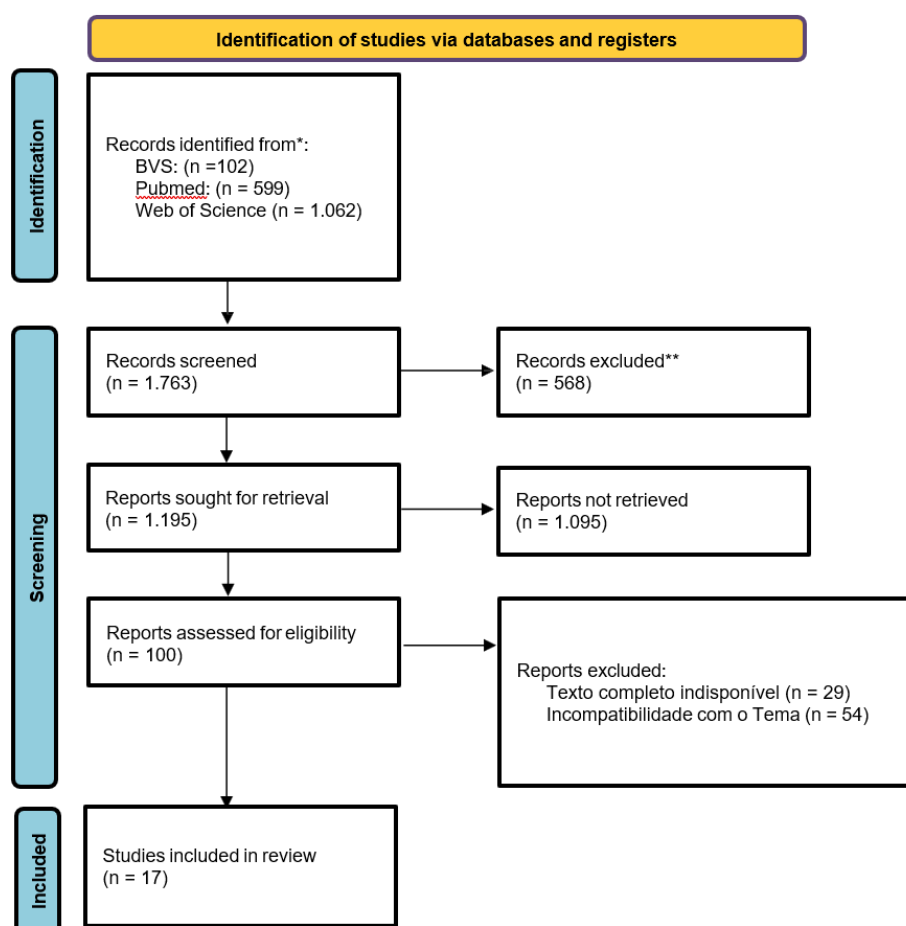 Identification of studies via databases and registers
Identification
Records identified from*:
BVS: (n =102)
Pubmed: (n = 599)
Web of Science (n = 1.062)
Screening
Records screened
(n = 1.763)
Records excluded**
(n = 568)
Reports sought for retrieval
(n = 1.195)
Reports not retrieved
(n = 1.095)
Reports assessed for eligibility
(n = 100)
Reports excluded:
Texto completo indisponível (n = 29)
Incompatibilidade com o Tema (n = 54)
Included
Studies included in review
(n = 17)